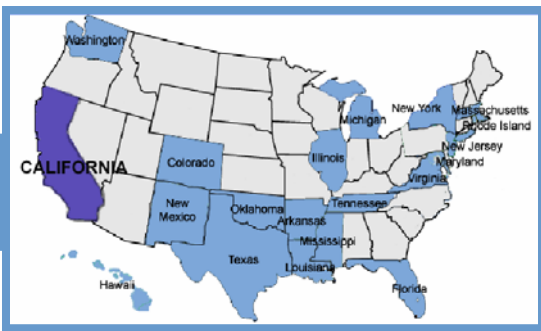 Washington
New York
Massachusetts
Michigan
Rhode Island
New Jersey
Illinois
Maryland
CALIFORNIA
Colorado
Virginia
New
Mexico
Oklahoma
Tennessee
Arkansas
Mississippi
Texas
Louisiana
Hawaii
Florida